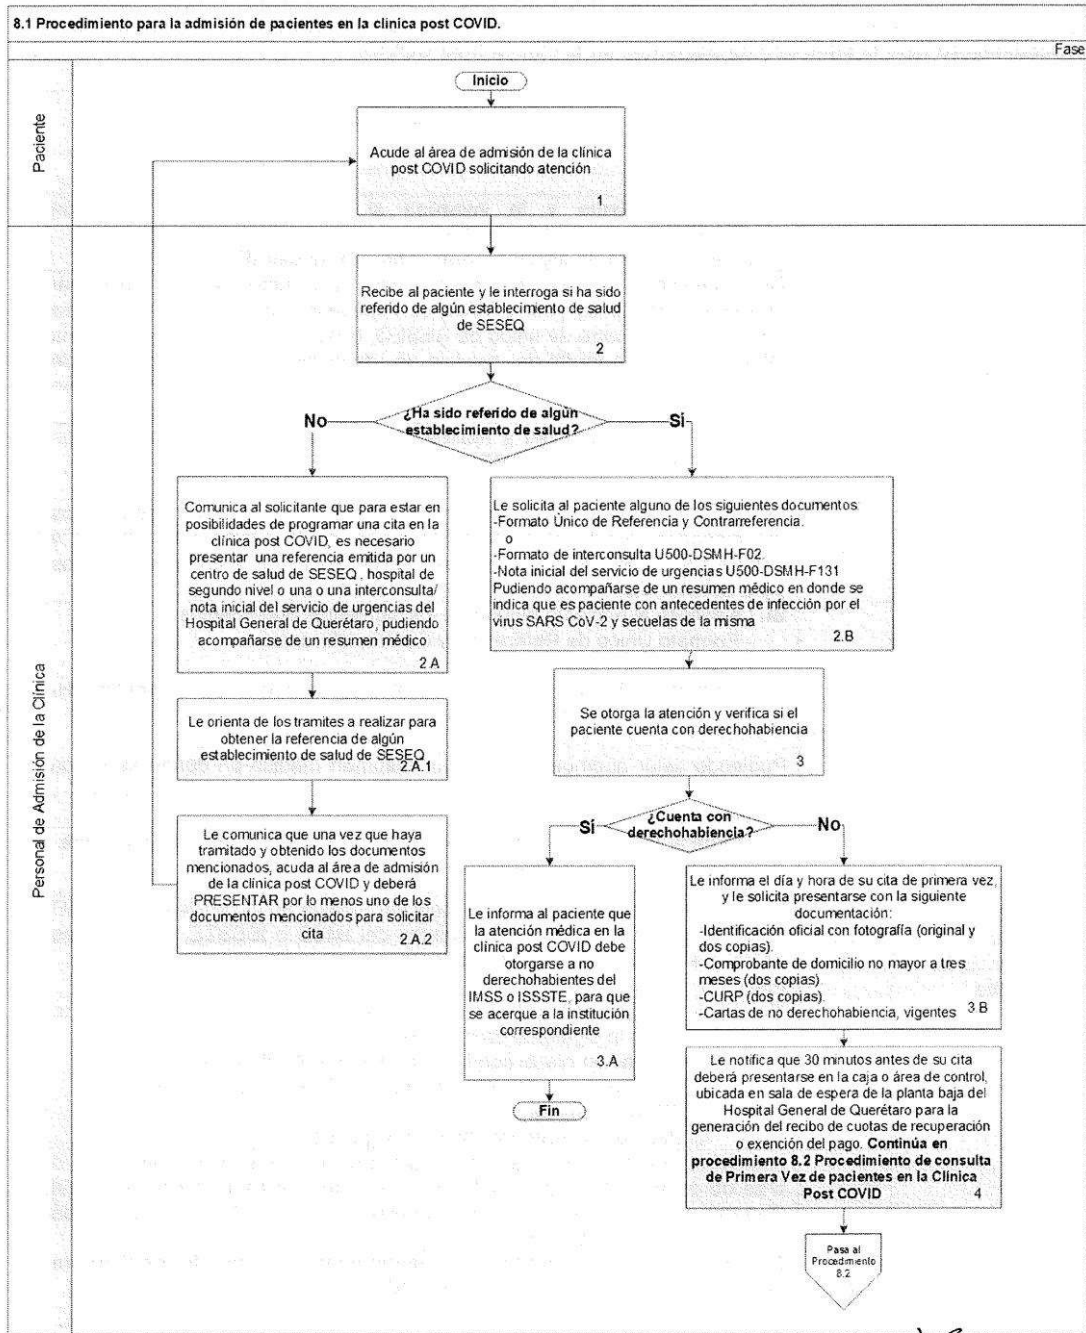 8.1 Procedimiento para la admisión de pacientes en la clínica post COVID.
Fase
Paciente
Inicio
Acude al área de admisión de la clínica
post COVID solicitando atención
1
Personal de Admisión de la Clínica
Recibe al paciente y le interroga si ha sido
referido de algún establecimiento de salud
de SESEQ
2
¿Ha sido referido de algún
establecimiento de salud?
No
Sí
Comunica al solicitante que para estar en
posibilidades de programar una cita en la
clínica post COVID, es necesario
presentar una referencia emitida por un
centro de salud de SESEQ, hospital de
segundo nivel o una o una interconsulta/
nota inicial del servicio de urgencias del
Hospital General de Querétaro, pudiendo
acompañarse de un resumen médico
2.A
Le orienta de los tramites a realizar para
obtener la referencia de algún
establecimiento de salud de SESEQ
2.A.1
Le comunica que una vez que haya
tramitado y obtenido los documentos
mencionados, acuda al área de admisión
de la clínica post COVID y deberá
PRESENTAR por lo menos uno de los
documentos mencionados para solicitar
cita
2.A.2
Le solicita al paciente alguno de los siguientes documentos
-Formato Único de Referencia y Contrarreferencia.
o
-Formato de interconsulta U500-DSMH-F02.
-Nota inicial del servicio de urgencias U500-DSMH-F131
Pudiendo acompañarse de un resumen médico en donde se
indica que es paciente con antecedentes de infección por el
virus SARS CoV-2 y secuelas de la misma
2.B
Se otorga la atención y verifica si el
paciente cuenta con derechohabiencia
3
¿Cuenta con
derechohabiencia?
Sí
No
Le informa al paciente que
la atención médica en la
clínica post COVID debe
otorgarse a no
derechohabientes del
IMSS o ISSSTE, para que
se acerque a la institución
correspondiente
3.A
Fin
Le informa el día y hora de su cita de primera vez,
y le solicita presentarse con la siguiente
documentación:
-Identificación oficial con fotografía (original y
dos copias).
-Comprobante de domicilio no mayor a tres
meses (dos copias).
-CURP (dos copias).
-Cartas de no derechohabiencia, vigentes
3.B
Le notifica que 30 minutos antes de su cita
deberá presentarse en la caja o área de control,
ubicada en sala de espera de la planta baja del
Hospital General de Querétaro para la
generación del recibo de cuotas de recuperación
o exención del pago. Continúa en
procedimiento 8.2 Procedimiento de consulta
de Primera Vez de pacientes en la Clínica
Post COVID
4
Pasa al
Procedimiento
8.2